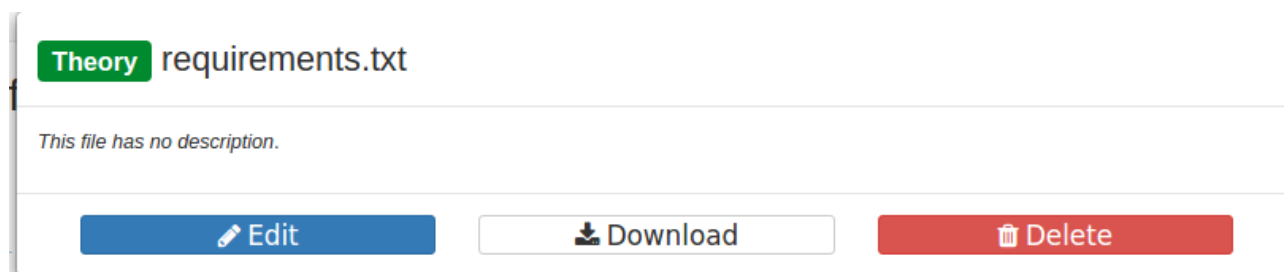 Theory requirements.txt
f
This file has no description.
Edit Download Delete